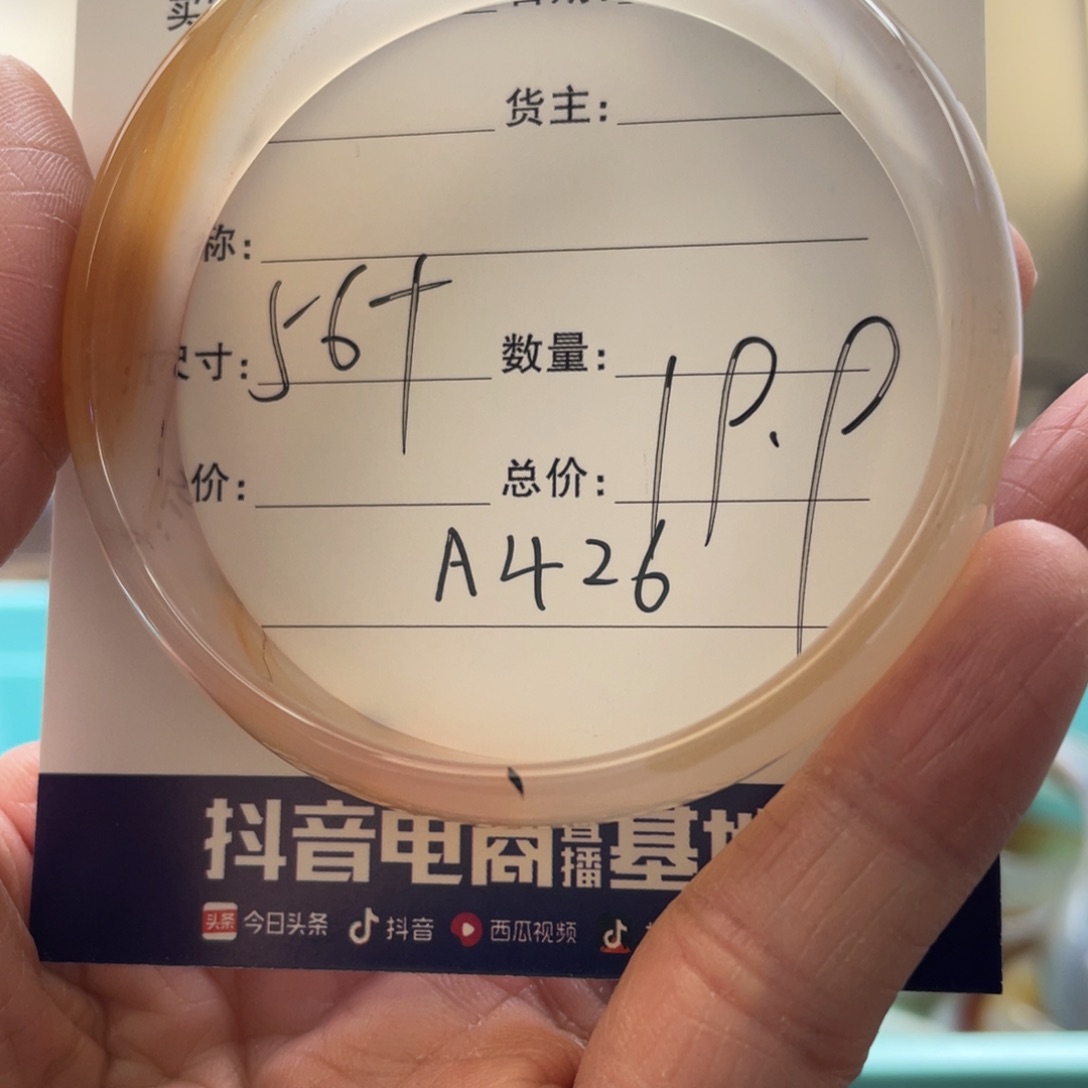 货主:
称:
尺寸: 56+ 数量:
价: 总价:
A426
抖音电商直播基地
今日头条 抖音 西瓜视频